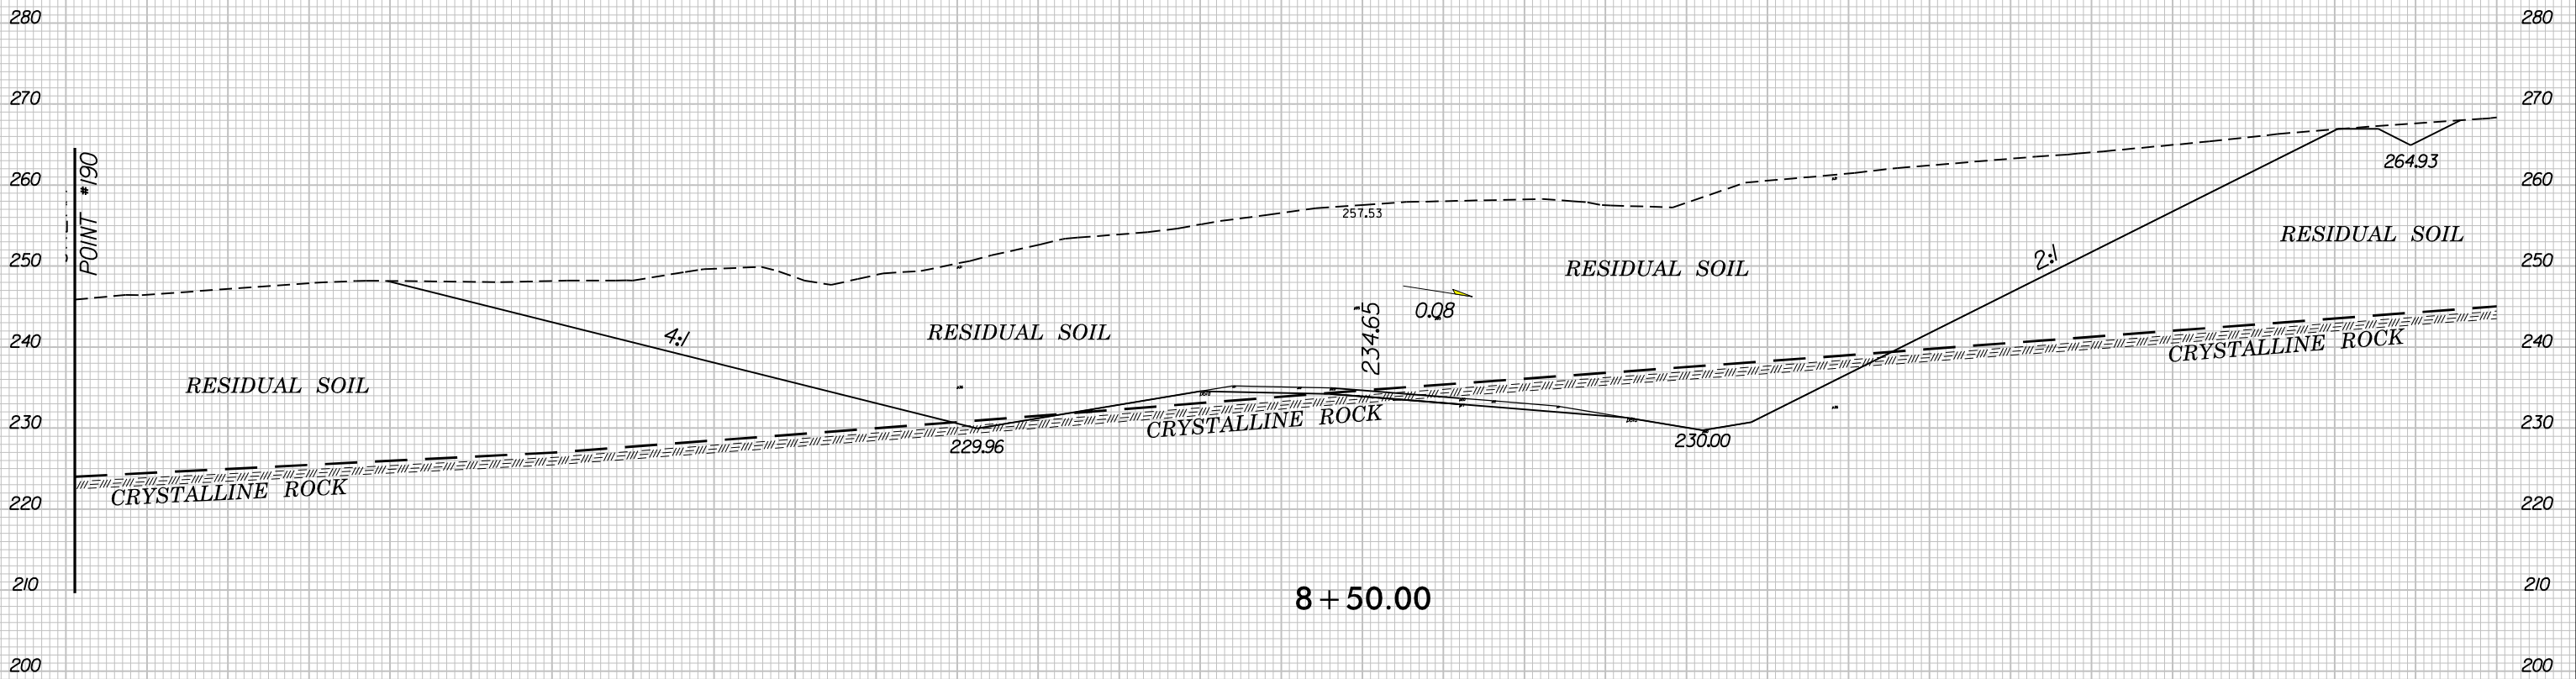 280 280
270 270
260 260
250 250
240 240
230 230
220 220
210 210
200 200
POINT #190
264.93
257.53
RESIDUAL SOIL
RESIDUAL SOIL
2:1
0.08
234.65
RESIDUAL SOIL
4:1
CRYSTALLINE ROCK
RESIDUAL SOIL
CRYSTALLINE ROCK
229.96
230.00
CRYSTALLINE ROCK
8+50.00